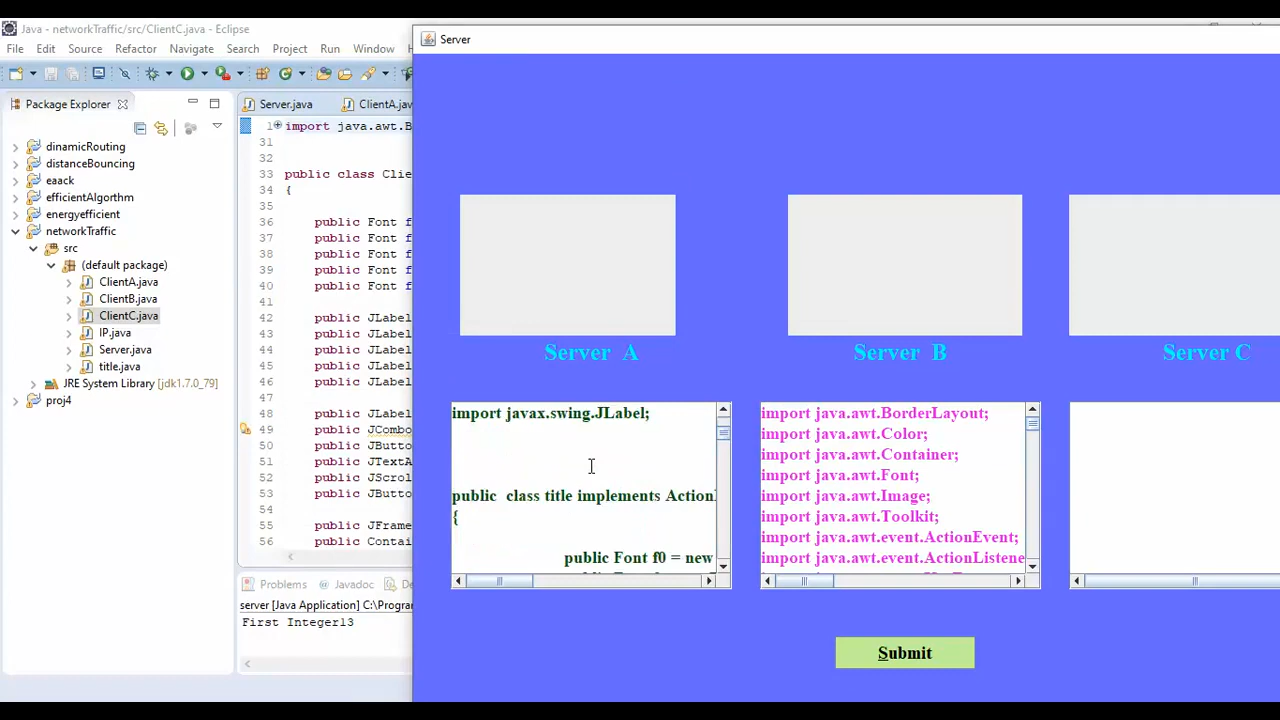 Java - networkTraffic/src/ClientC.java - Eclipse
File Edit Source Refactor Navigate Search Project Run Window
Package Explorer
dinamicRouting
distanceBouncing
eaack
efficientAlgorthm
energyefficient
networkTraffic
src
(default package)
ClientA.java
ClientB.java
ClientC.java
IP.java
Server.java
title.java
JRE System Library [jdk1.7.0_79]
proj4
Server.java ClientA.jav
1 import java.awt.B
31
32
33 public class Clie
34 {
35
36 public Font f
37 public Font f
38 public Font f
39 public Font f
40 public Font f
41
42 public JLabel
43 public JLabel
44 public JLabel
45 public JLabel
46 public JLabel
47
48 public JLabel
49 public JCombo
50 public JButto
51 public JTextA
52 public JScrol
53 public JButto
54
55 public JFrame
56 public Contai
Problems Javadoc De
server [Java Application] C:\Program
First Integer13
Server
Server A
Server B
Server C
import javax.swing.JLabel;
public class title implements Action
{
public Font f0 = new
import java.awt.BorderLayout;
import java.awt.Color;
import java.awt.Container;
import java.awt.Font;
import java.awt.Image;
import java.awt.Toolkit;
import java.awt.event.ActionEvent;
import java.awt.event.ActionListene
Submit